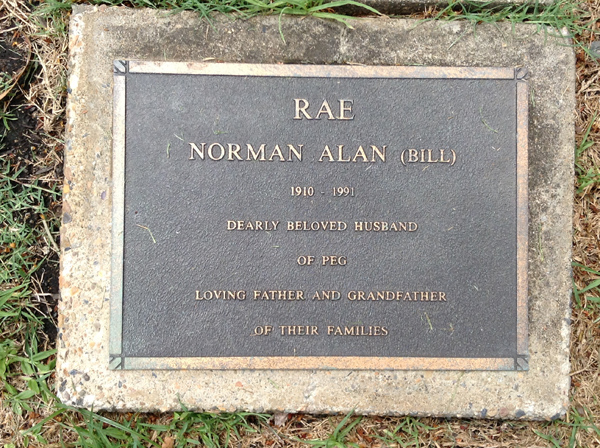 RAE
NORMAN ALAN (BILL)
1910 - 1991
DEARLY BELOVED HUSBAND
OF PEG
LOVING FATHER AND GRANDFATHER
OF THEIR FAMILIES